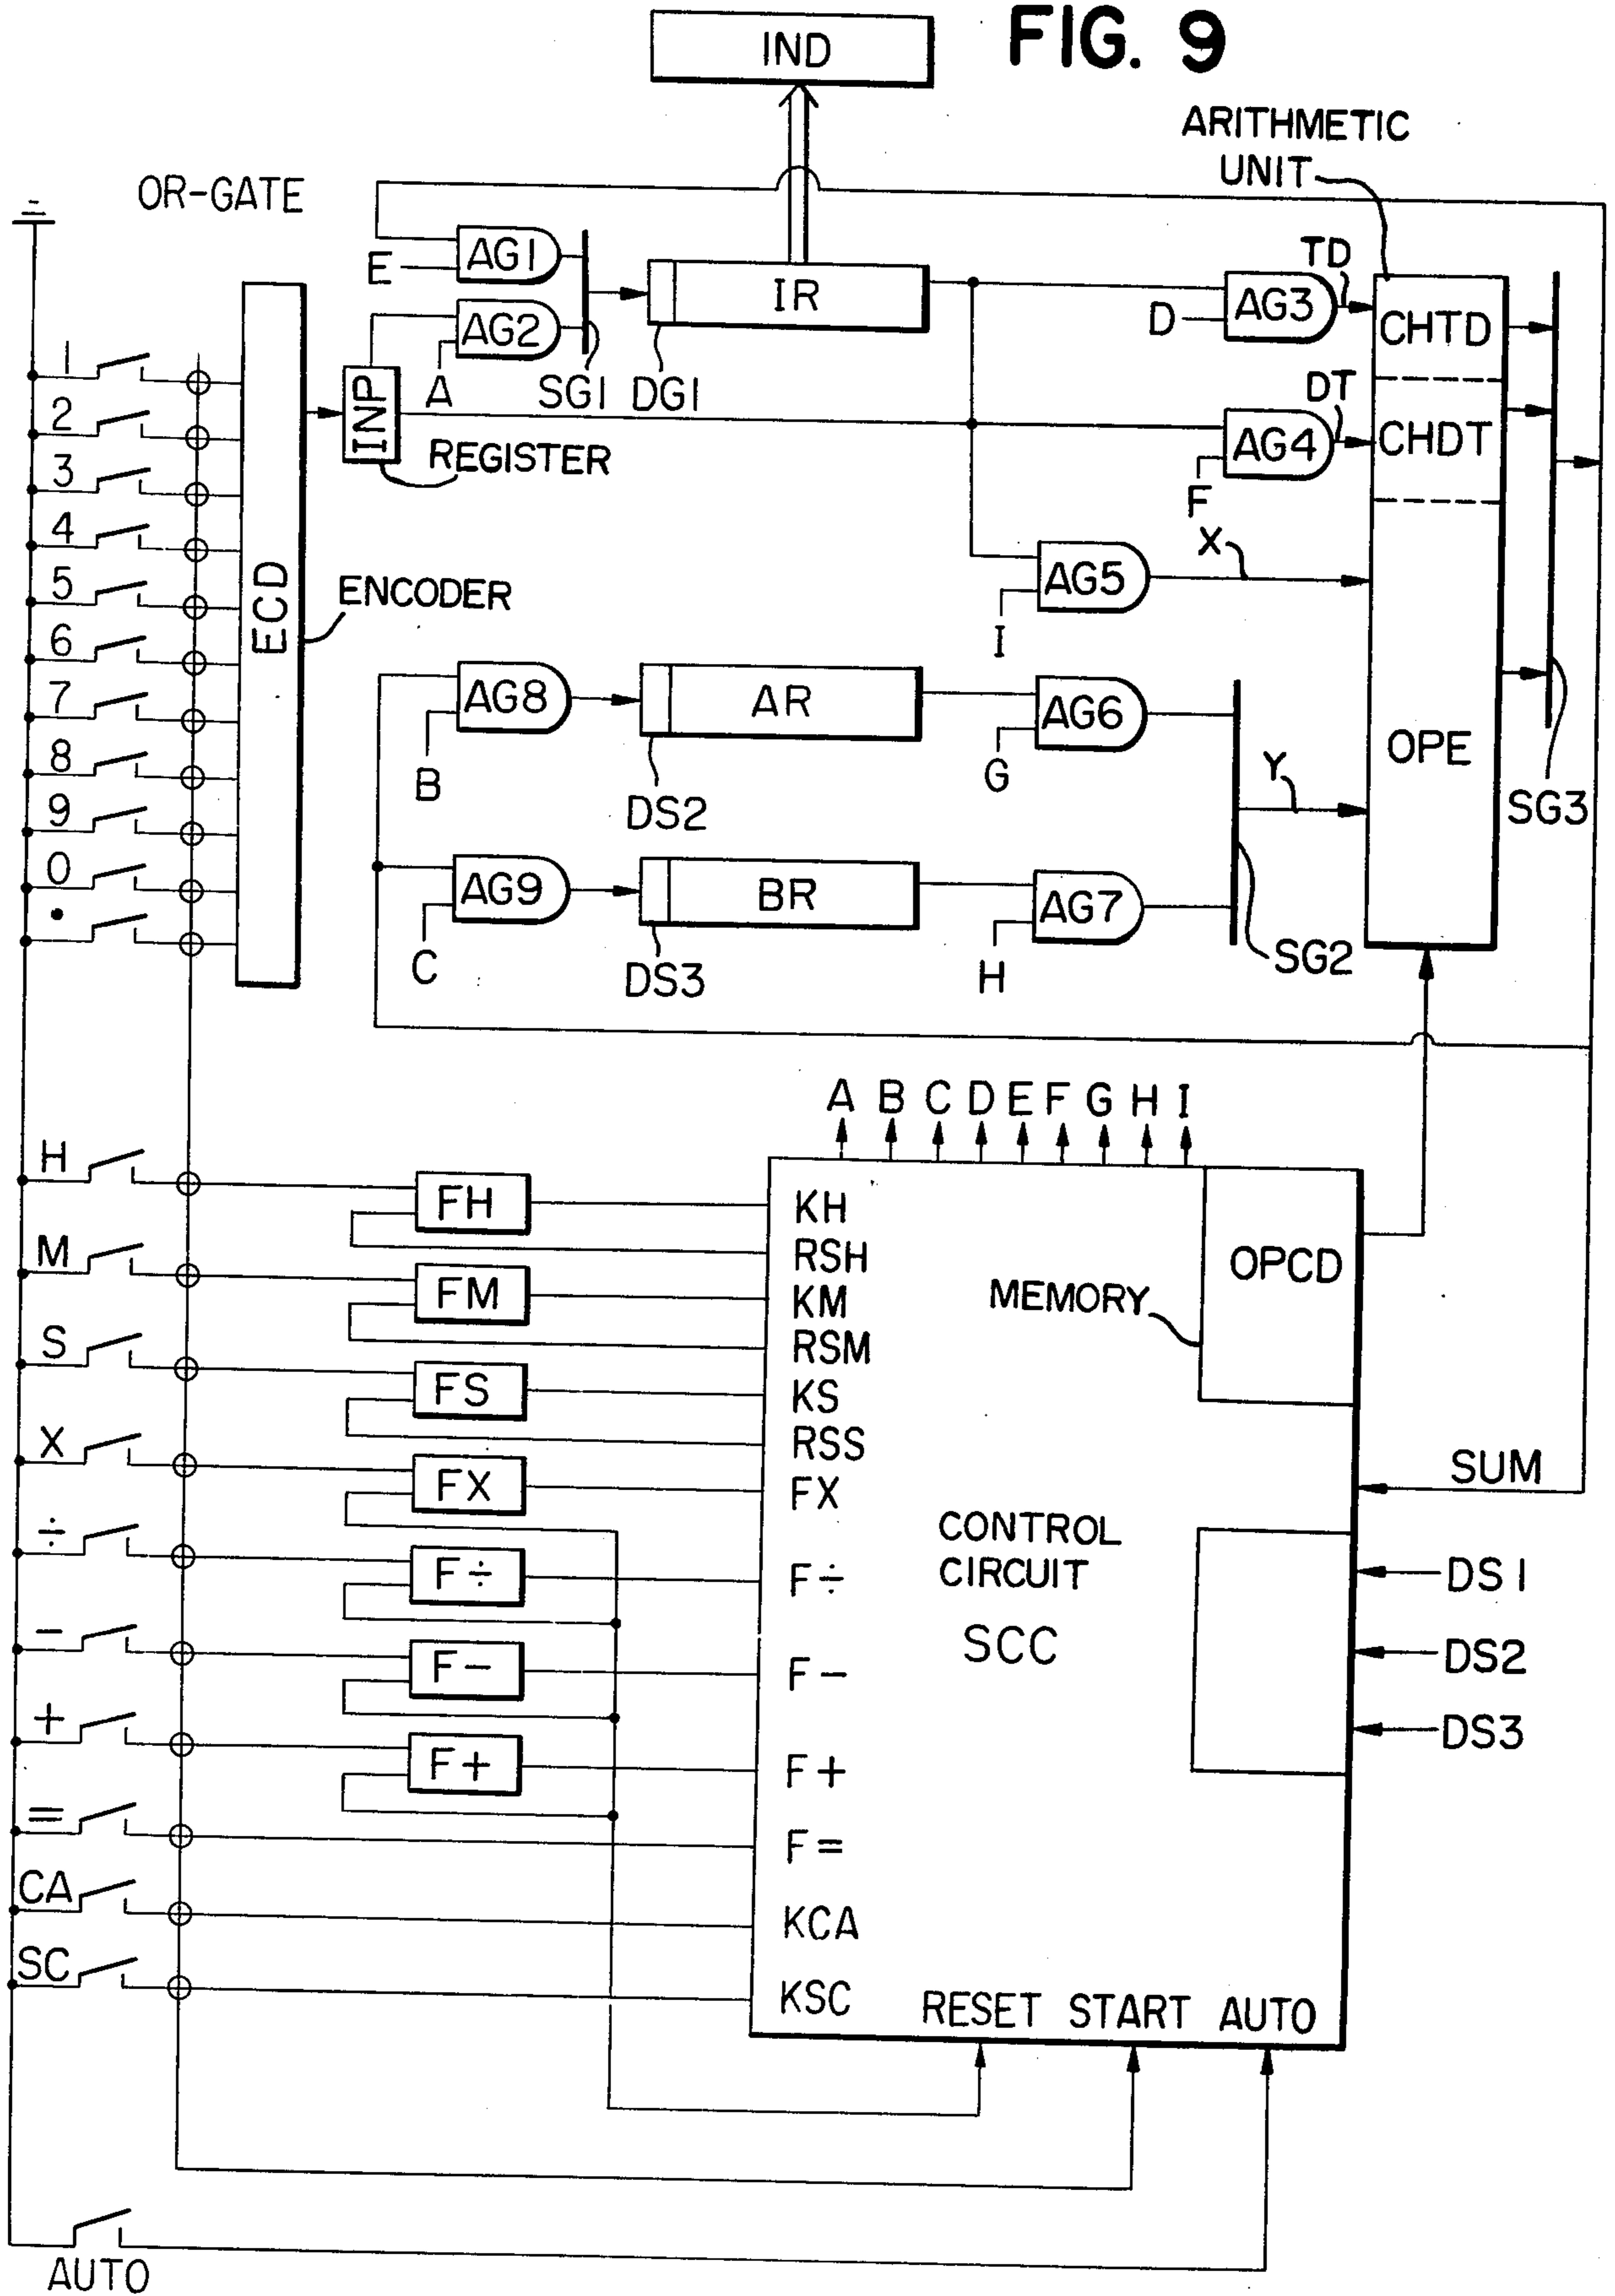 FIG. 9
IND
ARITHMETIC
UNIT
OR-GATE
AG1
E
IR
TD
AG3
D
CHTD
AG2
A
SG1
DG1
INP
REGISTER
DT
AG4
F
CHDT
1
2
3
4
5
6
7
8
9
0
•
ECD
ENCODER
X
AG5
I
AG8
B
AR
DS2
AG6
G
Y
OPE
SG3
AG9
C
BR
DS3
AG7
H
SG2
A B C D E F G H I
H
FH
KH
RSH
OPCD
M
FM
KM
RSM
MEMORY
S
FS
KS
RSS
X
FX
FX
SUM
CONTROL
CIRCUIT
SCC
÷
F÷
F÷
DS1
−
F−
F−
DS2
+
F+
F+
DS3
=
F=
CA
KCA
SC
KSC
RESET START AUTO
AUTO